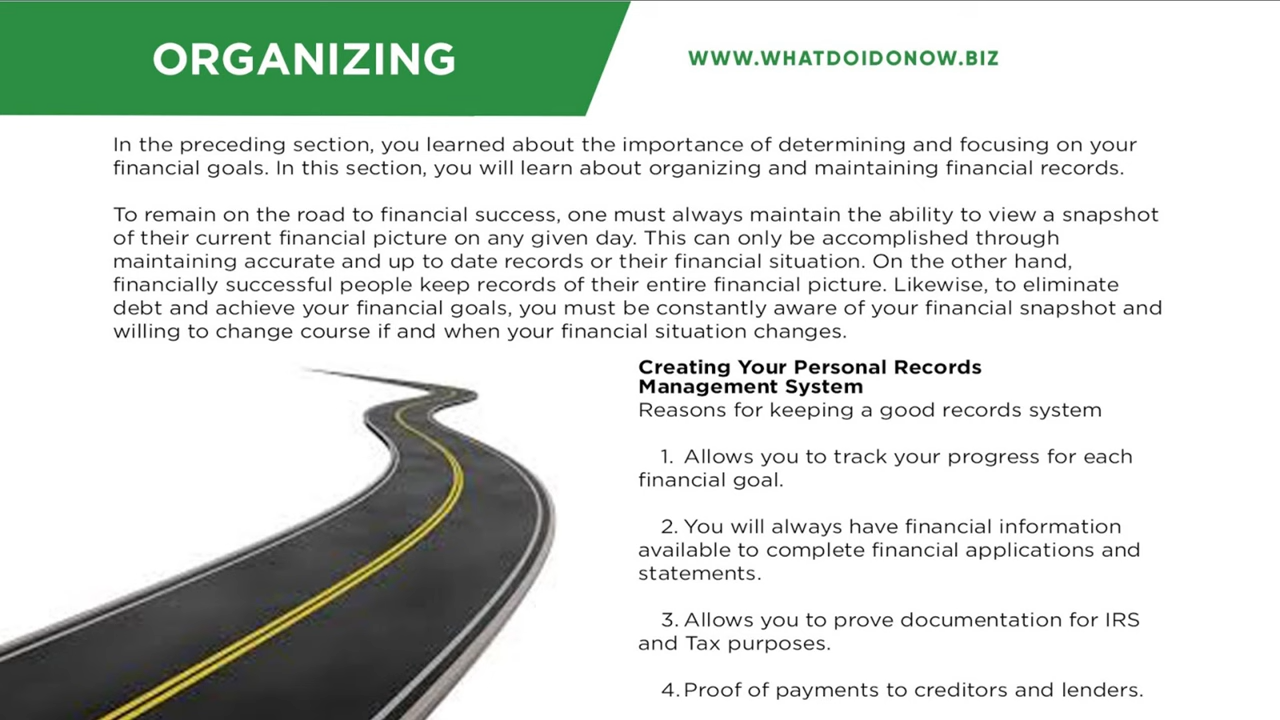 ORGANIZING
WWW.WHATDOIDONOW.BIZ
In the preceding section, you learned about the importance of determining and focusing on your
financial goals. In this section, you will learn about organizing and maintaining financial records.
To remain on the road to financial success, one must always maintain the ability to view a snapshot
of their current financial picture on any given day. This can only be accomplished through
maintaining accurate and up to date records or their financial situation. On the other hand,
financially successful people keep records of their entire financial picture. Likewise, to eliminate
debt and achieve your financial goals, you must be constantly aware of your financial snapshot and
willing to change course if and when your financial situation changes.
Creating Your Personal Records
Management System
Reasons for keeping a good records system
1. Allows you to track your progress for each
financial goal.
2. You will always have financial information
available to complete financial applications and
statements.
3. Allows you to prove documentation for IRS
and Tax purposes.
4. Proof of payments to creditors and lenders.